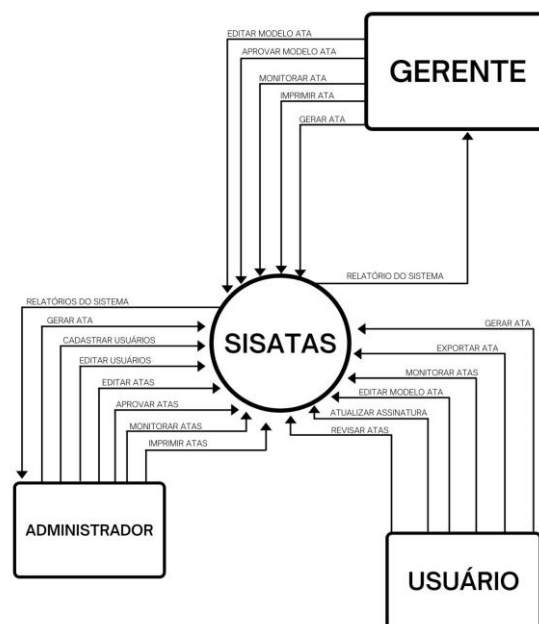 EDITAR MODELO ATA
APROVAR MODELO ATA
GERENTE
MONITORAR ATA
IMPRIMIR ATA
GERAR ATA
RELATÓRIO DO SISTEMA
RELATÓRIOS DO SISTEMA
GERAR ATA
CADASTRAR USUÁRIOS
EDITAR USUÁRIOS
EDITAR ATAS
APROVAR ATAS
MONITORAR ATAS
IMPRIMIR ATAS
SISATAS
GERAR ATA
EXPORTAR ATA
MONITORAR ATAS
EDITAR MODELO ATA
ATUALIZAR ASSINATURA
REVISAR ATAS
ADMINISTRADOR
USUÁRIO